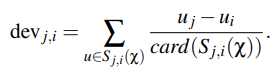 dev_{j,i} = \sum_{u \in S_{j,i}(\chi)} \frac{u_j - u_i}{card(S_{j,i}(\chi))}.